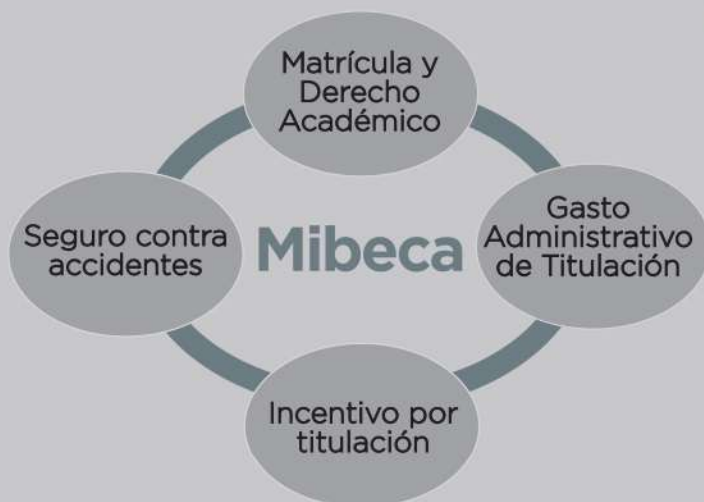 Matrícula y
Derecho
Académico
Seguro contra
accidentes
Mibeca
Gasto
Administrativo
de Titulación
Incentivo por
titulación